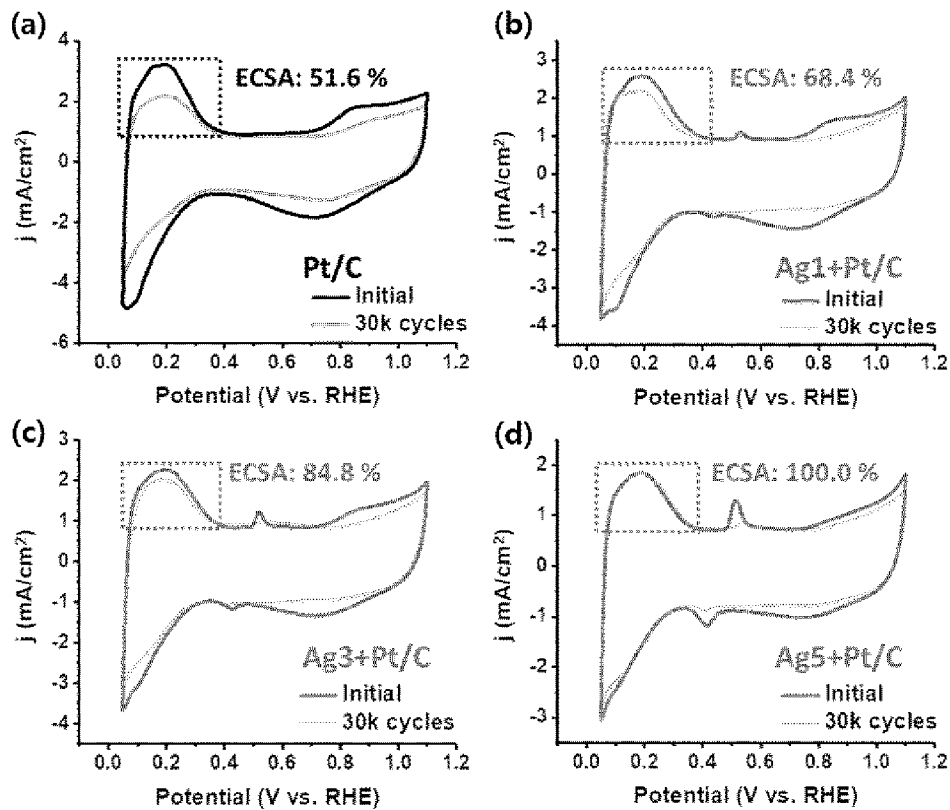 (a)
4
2
0
-2
-4
-6
j (mA/cm²)
ECSA: 51.6 %
Pt/C
Initial
30k cycles
0.0 0.2 0.4 0.6 0.8 1.0 1.2
Potential (V vs. RHE)
(b)
3
2
1
0
-1
-2
-3
-4
j (mA/cm²)
ECSA: 68.4 %
Ag1+Pt/C
Initial
30k cycles
0.0 0.2 0.4 0.6 0.8 1.0 1.2
Potential (V vs. RHE)
(c)
3
2
1
0
-1
-2
-3
-4
j (mA/cm²)
ECSA: 84.8 %
Ag3+Pt/C
Initial
30k cycles
0.0 0.2 0.4 0.6 0.8 1.0 1.2
Potential (V vs. RHE)
(d)
2
1
0
-1
-2
-3
j (mA/cm²)
ECSA: 100.0 %
Ag5+Pt/C
Initial
30k cycles
0.0 0.2 0.4 0.6 0.8 1.0 1.2
Potential (V vs. RHE)